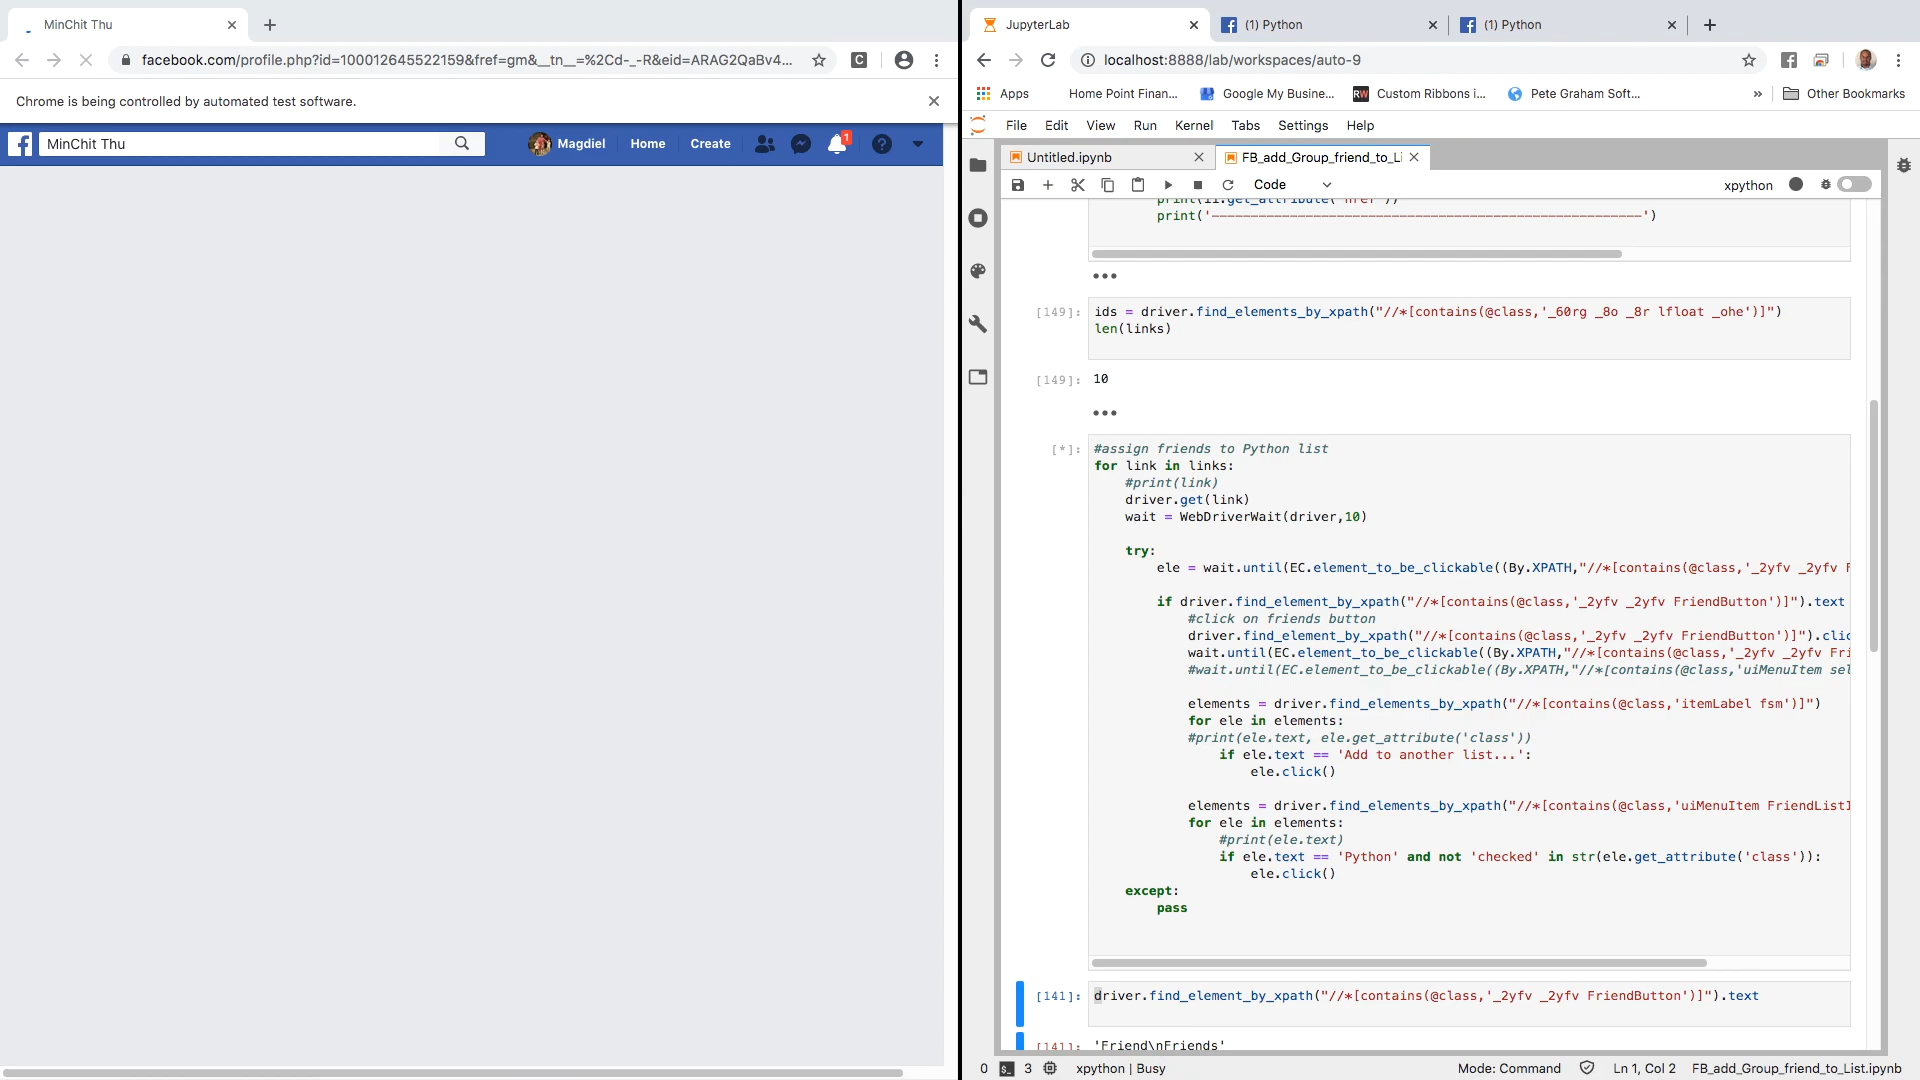 MinChit Thu
facebook.com/profile.php?id=100012645522159&fref=gm&__tn__=%2Cd-_-R&eid=ARAG2QaBv4...
Chrome is being controlled by automated test software.
MinChit Thu
Magdiel
Home
Create
1
JupyterLab
(1) Python
(1) Python
localhost:8888/lab/workspaces/auto-9
Apps
Home Point Finan...
Google My Busine...
RW
Custom Ribbons i...
Pete Graham Soft...
»
Other Bookmarks
File Edit View Run Kernel Tabs Settings Help
Untitled.ipynb
FB_add_Group_friend_to_Li
Code
xpython
print('------------------------------------------------------')
[149]:
ids = driver.find_elements_by_xpath("//*[contains(@class,'_60rg _8o _8r lfloat _ohe')]")
len(links)
[149]: 10
[*]:
#assign friends to Python list
for link in links:
#print(link)
driver.get(link)
wait = WebDriverWait(driver,10)
try:
ele = wait.until(EC.element_to_be_clickable((By.XPATH,"//*[contains(@class,'_2yfv _2yfv F
if driver.find_element_by_xpath("//*[contains(@class,'_2yfv _2yfv FriendButton')]").text
#click on friends button
driver.find_element_by_xpath("//*[contains(@class,'_2yfv _2yfv FriendButton')]").clic
wait.until(EC.element_to_be_clickable((By.XPATH,"//*[contains(@class,'_2yfv _2yfv Fri
#wait.until(EC.element_to_be_clickable((By.XPATH,"//*[contains(@class,'uiMenuItem sel
elements = driver.find_elements_by_xpath("//*[contains(@class,'itemLabel fsm')]")
for ele in elements:
#print(ele.text, ele.get_attribute('class'))
if ele.text == 'Add to another list...':
ele.click()
elements = driver.find_elements_by_xpath("//*[contains(@class,'uiMenuItem FriendListI
for ele in elements:
#print(ele.text)
if ele.text == 'Python' and not 'checked' in str(ele.get_attribute('class')):
ele.click()
except:
pass
[141]:
driver.find_element_by_xpath("//*[contains(@class,'_2yfv _2yfv FriendButton')]").text
[141]: 'Friend\nFriends'
0
3
xpython | Busy
Mode: Command
Ln 1, Col 2
FB_add_Group_friend_to_List.ipynb